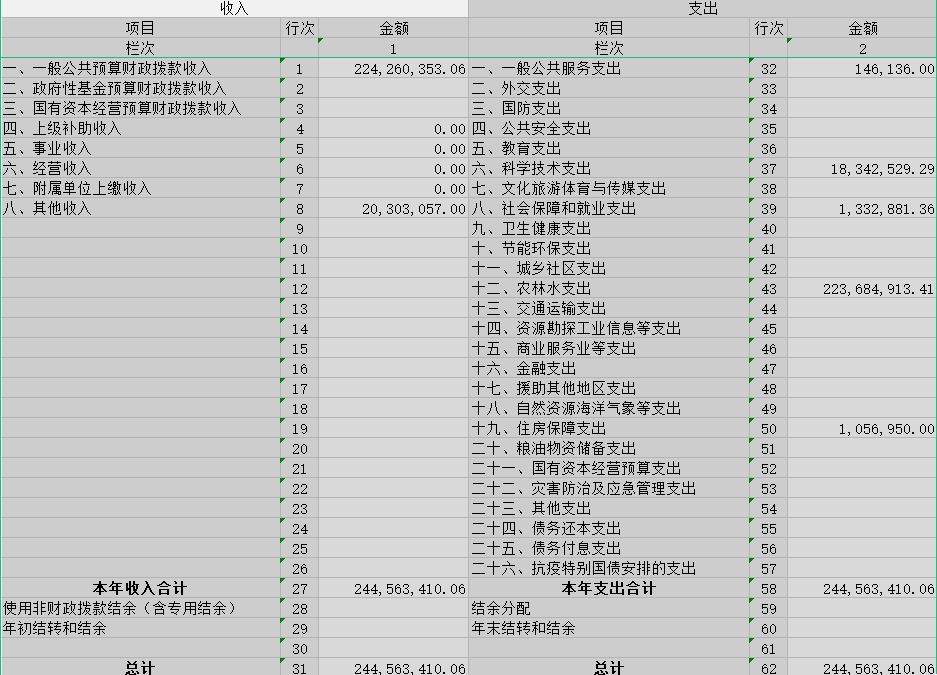 收入 支出
项目 行次 金额 项目 行次 金额
栏次 1 栏次 2
一、一般公共预算财政拨款收入 1 224,260,353.06 一、一般公共服务支出 32 146,136.00
二、政府性基金预算财政拨款收入 2 二、外交支出 33
三、国有资本经营预算财政拨款收入 3 三、国防支出 34
四、上级补助收入 4 0.00 四、公共安全支出 35
五、事业收入 5 0.00 五、教育支出 36
六、经营收入 6 0.00 六、科学技术支出 37 18,342,529.29
七、附属单位上缴收入 7 0.00 七、文化旅游体育与传媒支出 38
八、其他收入 8 20,303,057.00 八、社会保障和就业支出 39 1,332,881.36
9 九、卫生健康支出 40
10 十、节能环保支出 41
11 十一、城乡社区支出 42
12 十二、农林水支出 43 223,684,913.41
13 十三、交通运输支出 44
14 十四、资源勘探工业信息等支出 45
15 十五、商业服务业等支出 46
16 十六、金融支出 47
17 十七、援助其他地区支出 48
18 十八、自然资源海洋气象等支出 49
19 十九、住房保障支出 50 1,056,950.00
20 二十、粮油物资储备支出 51
21 二十一、国有资本经营预算支出 52
22 二十二、灾害防治及应急管理支出 53
23 二十三、其他支出 54
24 二十四、债务还本支出 55
25 二十五、债务付息支出 56
26 二十六、抗疫特别国债安排的支出 57
本年收入合计 27 244,563,410.06 本年支出合计 58 244,563,410.06
使用非财政拨款结余（含专用结余） 28 结余分配 59
年初结转和结余 29 年末结转和结余 60
30 61
总计 31 244,563,410.06 总计 62 244,563,410.06